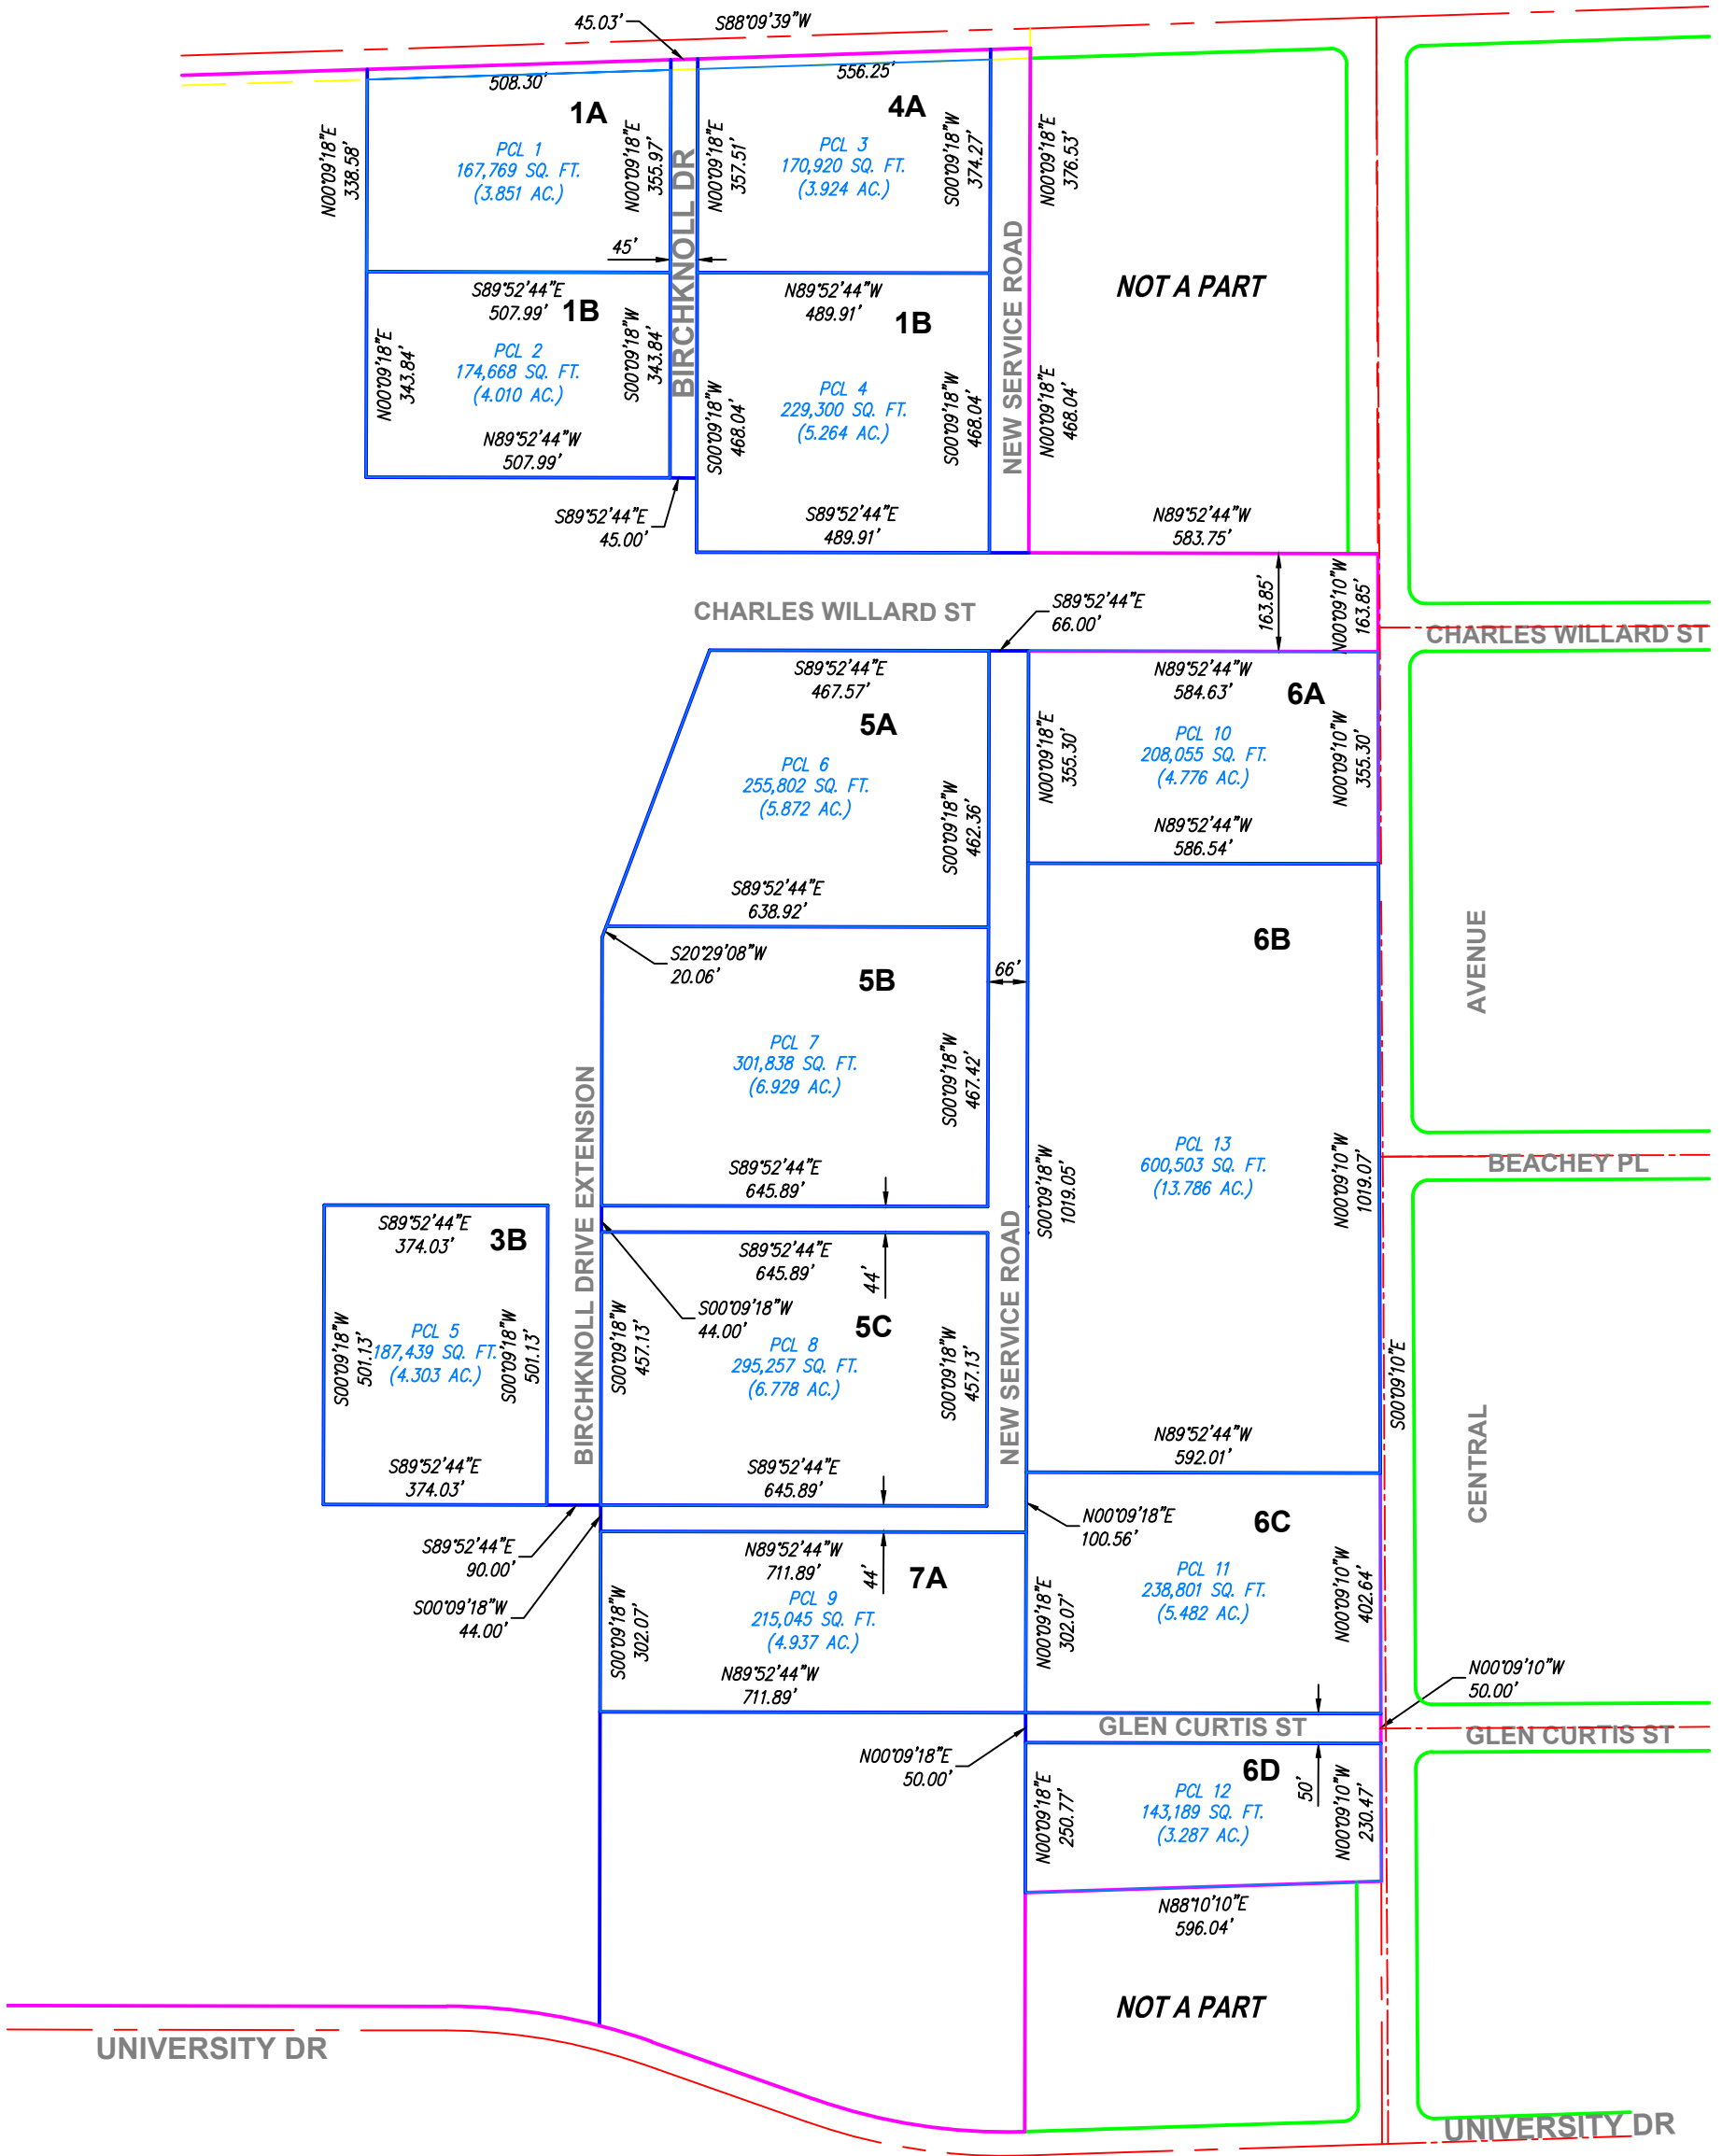 45.03'
S88°09'39"W
508.30'
556.25'
1A
4A
N00°09'18"E
338.58'
PCL 1
167,769 SQ. FT.
(3.851 AC.)
N00°09'18"E
355.97'
BIRCHKNOLL DR
N00°09'18"E
357.51'
PCL 3
170,920 SQ. FT.
(3.924 AC.)
S00°09'18"W
374.27'
N00°09'18"E
376.53'
45'
NEW SERVICE ROAD
NOT A PART
S89°52'44"E
507.99'
1B
N89°52'44"W
489.91'
1B
N00°09'18"E
343.84'
PCL 2
174,668 SQ. FT.
(4.010 AC.)
S00°09'18"W
343.84'
S00°09'18"W
468.04'
PCL 4
229,300 SQ. FT.
(5.264 AC.)
S00°09'18"W
468.04'
N00°09'18"E
468.04'
N89°52'44"W
507.99'
S89°52'44"E
45.00'
S89°52'44"E
489.91'
N89°52'44"W
583.75'
CHARLES WILLARD ST
S89°52'44"E
66.00'
163.85'
N00°09'10"W
163.85'
CHARLES WILLARD ST
S89°52'44"E
467.57'
5A
N89°52'44"W
584.63'
6A
PCL 6
255,802 SQ. FT.
(5.872 AC.)
S00°09'18"W
462.36'
N00°09'18"E
355.30'
PCL 10
208,055 SQ. FT.
(4.776 AC.)
N00°09'10"W
355.30'
N89°52'44"W
586.54'
S89°52'44"E
638.92'
S20°29'08"W
20.06'
5B
66'
6B
AVENUE
PCL 7
301,838 SQ. FT.
(6.929 AC.)
S00°09'18"W
467.42'
BIRCHKNOLL DRIVE EXTENSION
S00°09'18"W
1019.05'
PCL 13
600,503 SQ. FT.
(13.786 AC.)
N00°09'10"W
1019.07'
BEACHEY PL
S89°52'44"E
645.89'
S89°52'44"E
374.03'
3B
S89°52'44"E
645.89'
44'
NEW SERVICE ROAD
S00°09'18"W
44.00'
5C
S00°09'18"W
501.13'
PCL 5
187,439 SQ. FT.
(4.303 AC.)
S00°09'18"W
501.13'
S00°09'18"W
457.13'
PCL 8
295,257 SQ. FT.
(6.778 AC.)
S00°09'18"W
457.13'
S00°09'10"E
CENTRAL
S89°52'44"E
374.03'
S89°52'44"E
645.89'
N89°52'44"W
592.01'
N00°09'18"E
100.56'
6C
S89°52'44"E
90.00'
N89°52'44"W
711.89'
44'
7A
S00°09'18"W
44.00'
S00°09'18"W
302.07'
PCL 9
215,045 SQ. FT.
(4.937 AC.)
N00°09'18"E
302.07'
PCL 11
238,801 SQ. FT.
(5.482 AC.)
N00°09'10"W
402.64'
N89°52'44"W
711.89'
N00°09'10"W
50.00'
GLEN CURTIS ST
GLEN CURTIS ST
N00°09'18"E
50.00'
6D
50'
N00°09'18"E
250.77'
PCL 12
143,189 SQ. FT.
(3.287 AC.)
N00°09'10"W
230.47'
N88°10'10"E
596.04'
NOT A PART
UNIVERSITY DR
UNIVERSITY DR